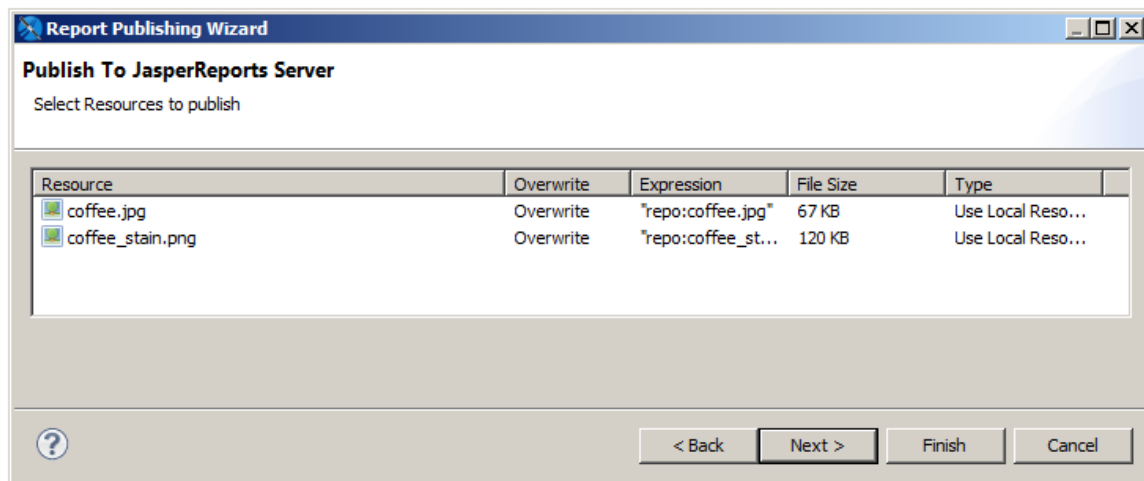 Report Publishing Wizard
Publish To JasperReports Server
Select Resources to publish
Resource Overwrite Expression File Size Type
coffee.jpg Overwrite "repo:coffee.jpg" 67 KB Use Local Reso...
coffee_stain.png Overwrite "repo:coffee_st... 120 KB Use Local Reso...
< Back Next > Finish Cancel